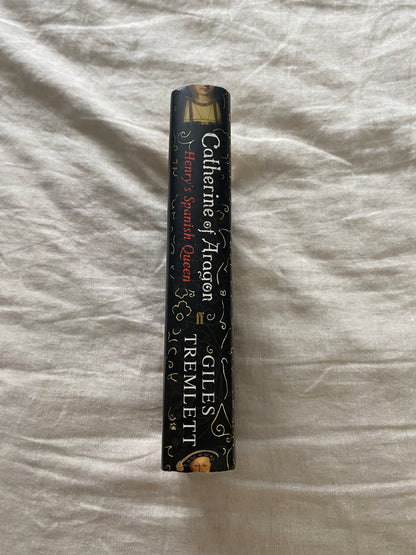 Catherine of Aragon
Henry's Spanish Queen
ff
GILES
TREMLETT